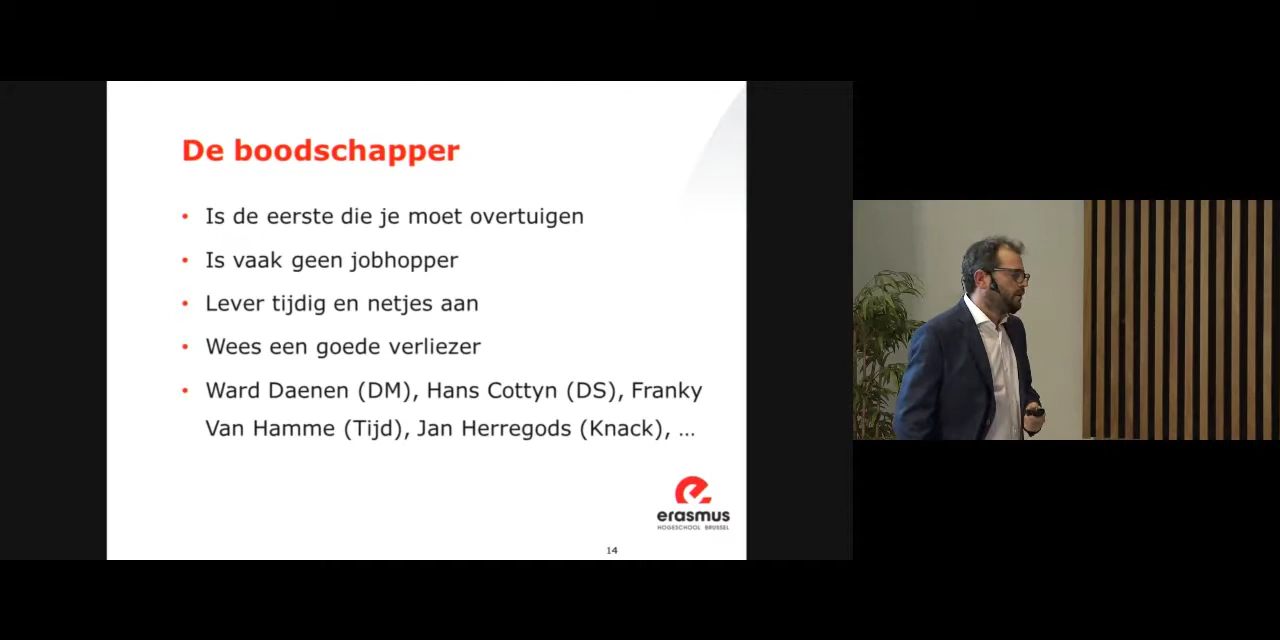 De boodschapper
• Is de eerste die je moet overtuigen
• Is vaak geen jobhopper
• Lever tijdig en netjes aan
• Wees een goede verliezer
• Ward Daenen (DM), Hans Cottyn (DS), Franky
Van Hamme (Tijd), Jan Herregods (Knack), ...
erasmus
HOGESCHOOL BRUSSEL
14